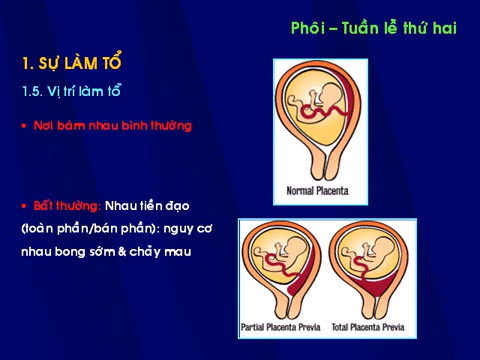 Phôi – Tuần lễ thứ hai
1. SỰ LÀM TỔ
1.5. Vị trí làm tổ
• Nơi bám nhau bình thường
Normal Placenta
• Bất thường: Nhau tiền đạo
(toàn phần/bán phần): nguy cơ
nhau bong sớm & chảy mau
Partial Placenta Previa
Total Placenta Previa